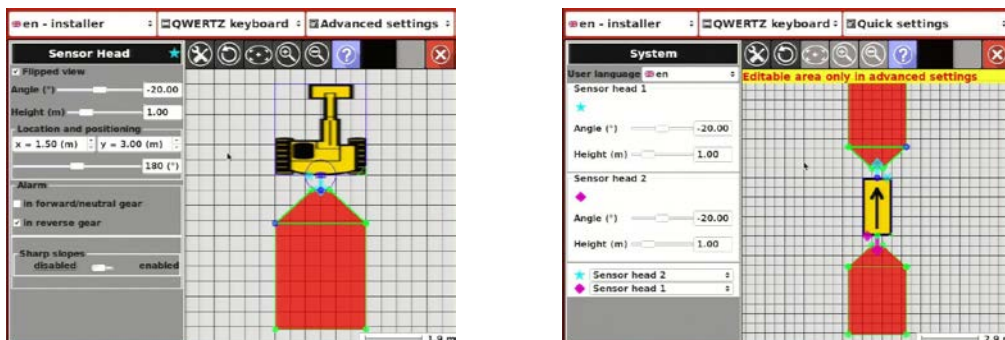 en - installer
QWERTZ keyboard
Advanced settings
Sensor Head
Flipped view
Angle (°)
-20.00
Height (m)
1.00
Location and positioning
x = 1.50 (m)
y = 3.00 (m)
180 (°)
Alarm
in forward/neutral gear
in reverse gear
Sharp slopes
disabled
enabled
en - installer
QWERTZ keyboard
Quick settings
System
User language
en
Editable area only in advanced settings
Sensor head 1
Angle (°)
-20.00
Height (m)
1.00
Sensor head 2
Angle (°)
-20.00
Height (m)
1.00
Sensor head 2
Sensor head 1